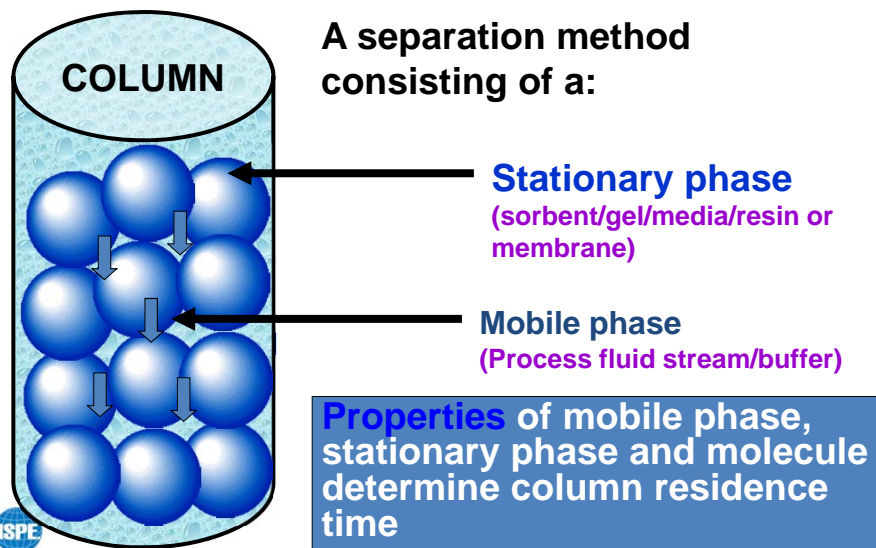 COLUMN
A separation method
consisting of a:
Stationary phase
(sorbent/gel/media/resin or
membrane)
Mobile phase
(Process fluid stream/buffer)
Properties of mobile phase,
stationary phase and molecule
determine column residence
time
ISPE